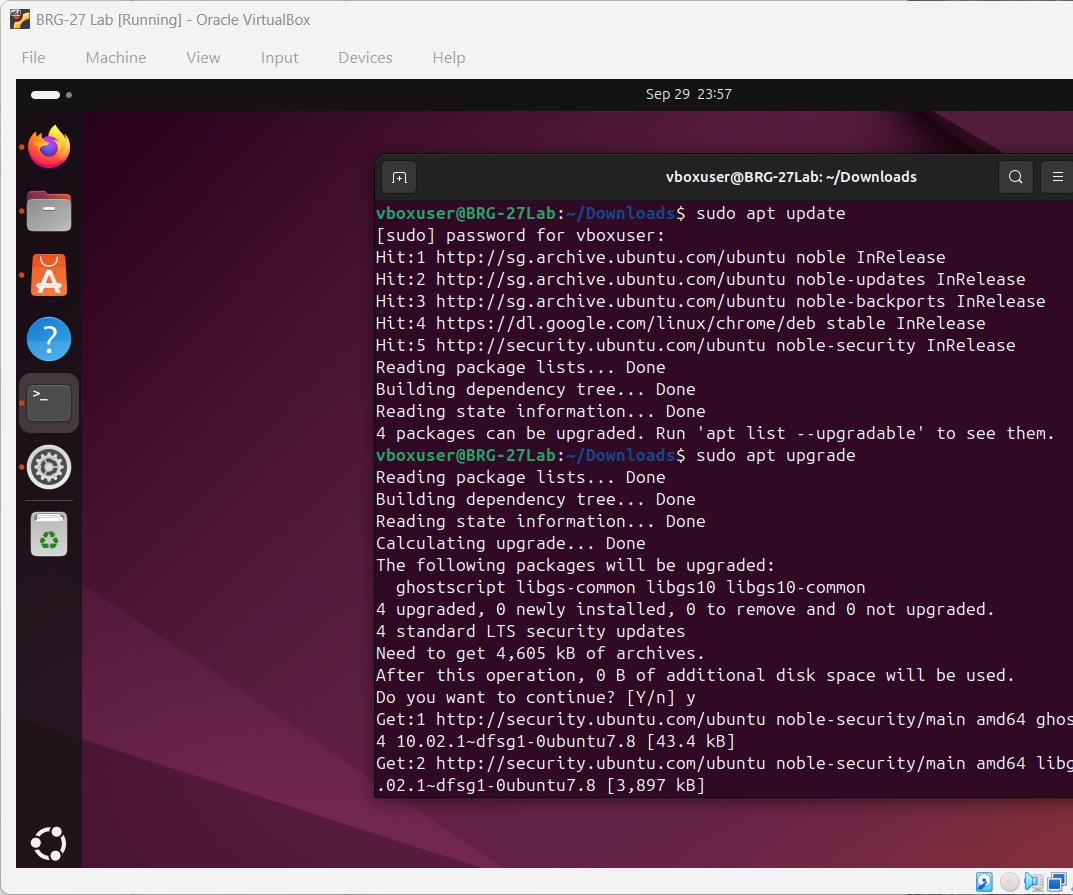 BRG-27 Lab [Running] - Oracle VirtualBox
File Machine View Input Devices Help
Sep 29 23:57
vboxuser@BRG-27Lab: ~/Downloads
vboxuser@BRG-27Lab:~/Downloads$ sudo apt update
[sudo] password for vboxuser:
Hit:1 http://sg.archive.ubuntu.com/ubuntu noble InRelease
Hit:2 http://sg.archive.ubuntu.com/ubuntu noble-updates InRelease
Hit:3 http://sg.archive.ubuntu.com/ubuntu noble-backports InRelease
Hit:4 https://dl.google.com/linux/chrome/deb stable InRelease
Hit:5 http://security.ubuntu.com/ubuntu noble-security InRelease
Reading package lists... Done
Building dependency tree... Done
Reading state information... Done
4 packages can be upgraded. Run 'apt list --upgradable' to see them.
vboxuser@BRG-27Lab:~/Downloads$ sudo apt upgrade
Reading package lists... Done
Building dependency tree... Done
Reading state information... Done
Calculating upgrade... Done
The following packages will be upgraded:
  ghostscript libgs-common libgs10 libgs10-common
4 upgraded, 0 newly installed, 0 to remove and 0 not upgraded.
4 standard LTS security updates
Need to get 4,605 kB of archives.
After this operation, 0 B of additional disk space will be used.
Do you want to continue? [Y/n] y
Get:1 http://security.ubuntu.com/ubuntu noble-security/main amd64 ghos
4 10.02.1~dfsg1-0ubuntu7.8 [43.4 kB]
Get:2 http://security.ubuntu.com/ubuntu noble-security/main amd64 libg
.02.1~dfsg1-0ubuntu7.8 [3,897 kB]